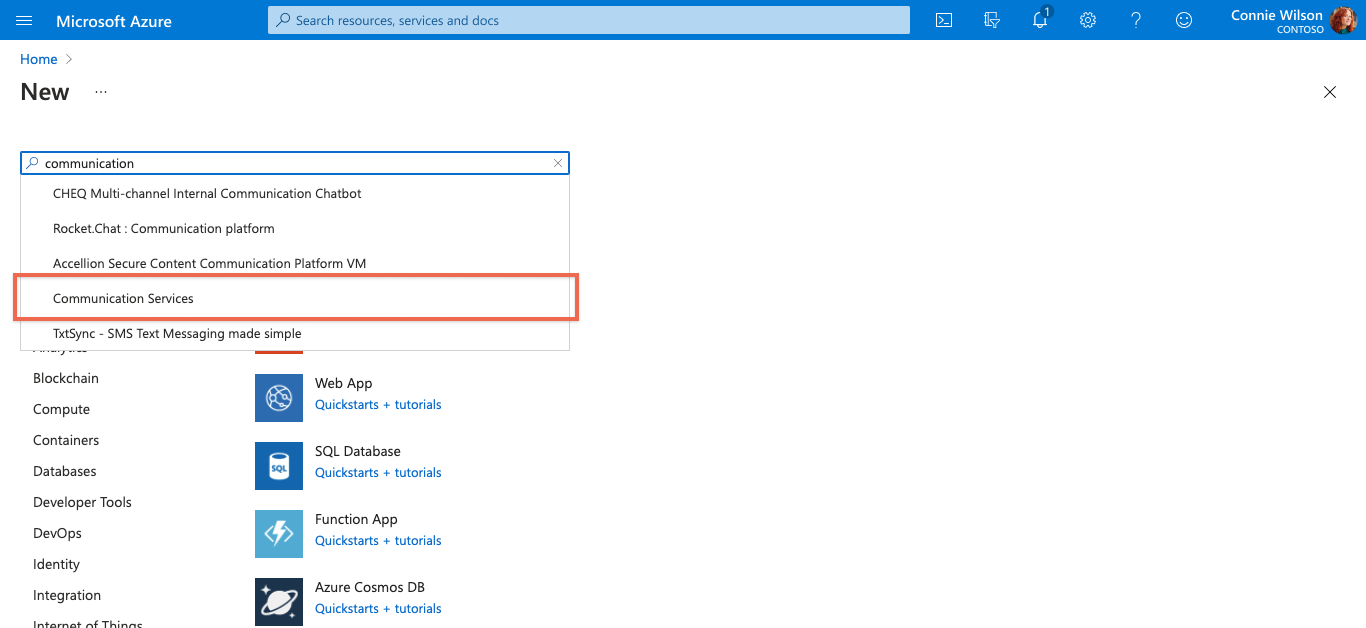 Microsoft Azure
Search resources, services and docs
1
Connie Wilson
CONTOSO
Home
New
...
communication
CHEQ Multi-channel Internal Communication Chatbot
Rocket.Chat : Communication platform
Accellion Secure Content Communication Platform VM
Communication Services
TxtSync - SMS Text Messaging made simple
Analytics
Blockchain
Compute
Containers
Databases
Developer Tools
DevOps
Identity
Integration
Internet of Things
Web App
Quickstarts + tutorials
SQL
SQL Database
Quickstarts + tutorials
Function App
Quickstarts + tutorials
Azure Cosmos DB
Quickstarts + tutorials